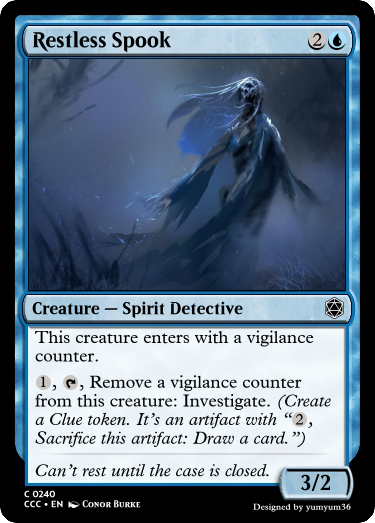 Restless Spook 2
Creature — Spirit Detective
This creature enters with a vigilance
counter.
1, , Remove a vigilance counter
from this creature: Investigate. (Create
a Clue token. It's an artifact with “2,
Sacrifice this artifact: Draw a card.”)
Can't rest until the case is closed.
3/2
C 0240
CCC • EN Conor Burke
Designed by yumyum36